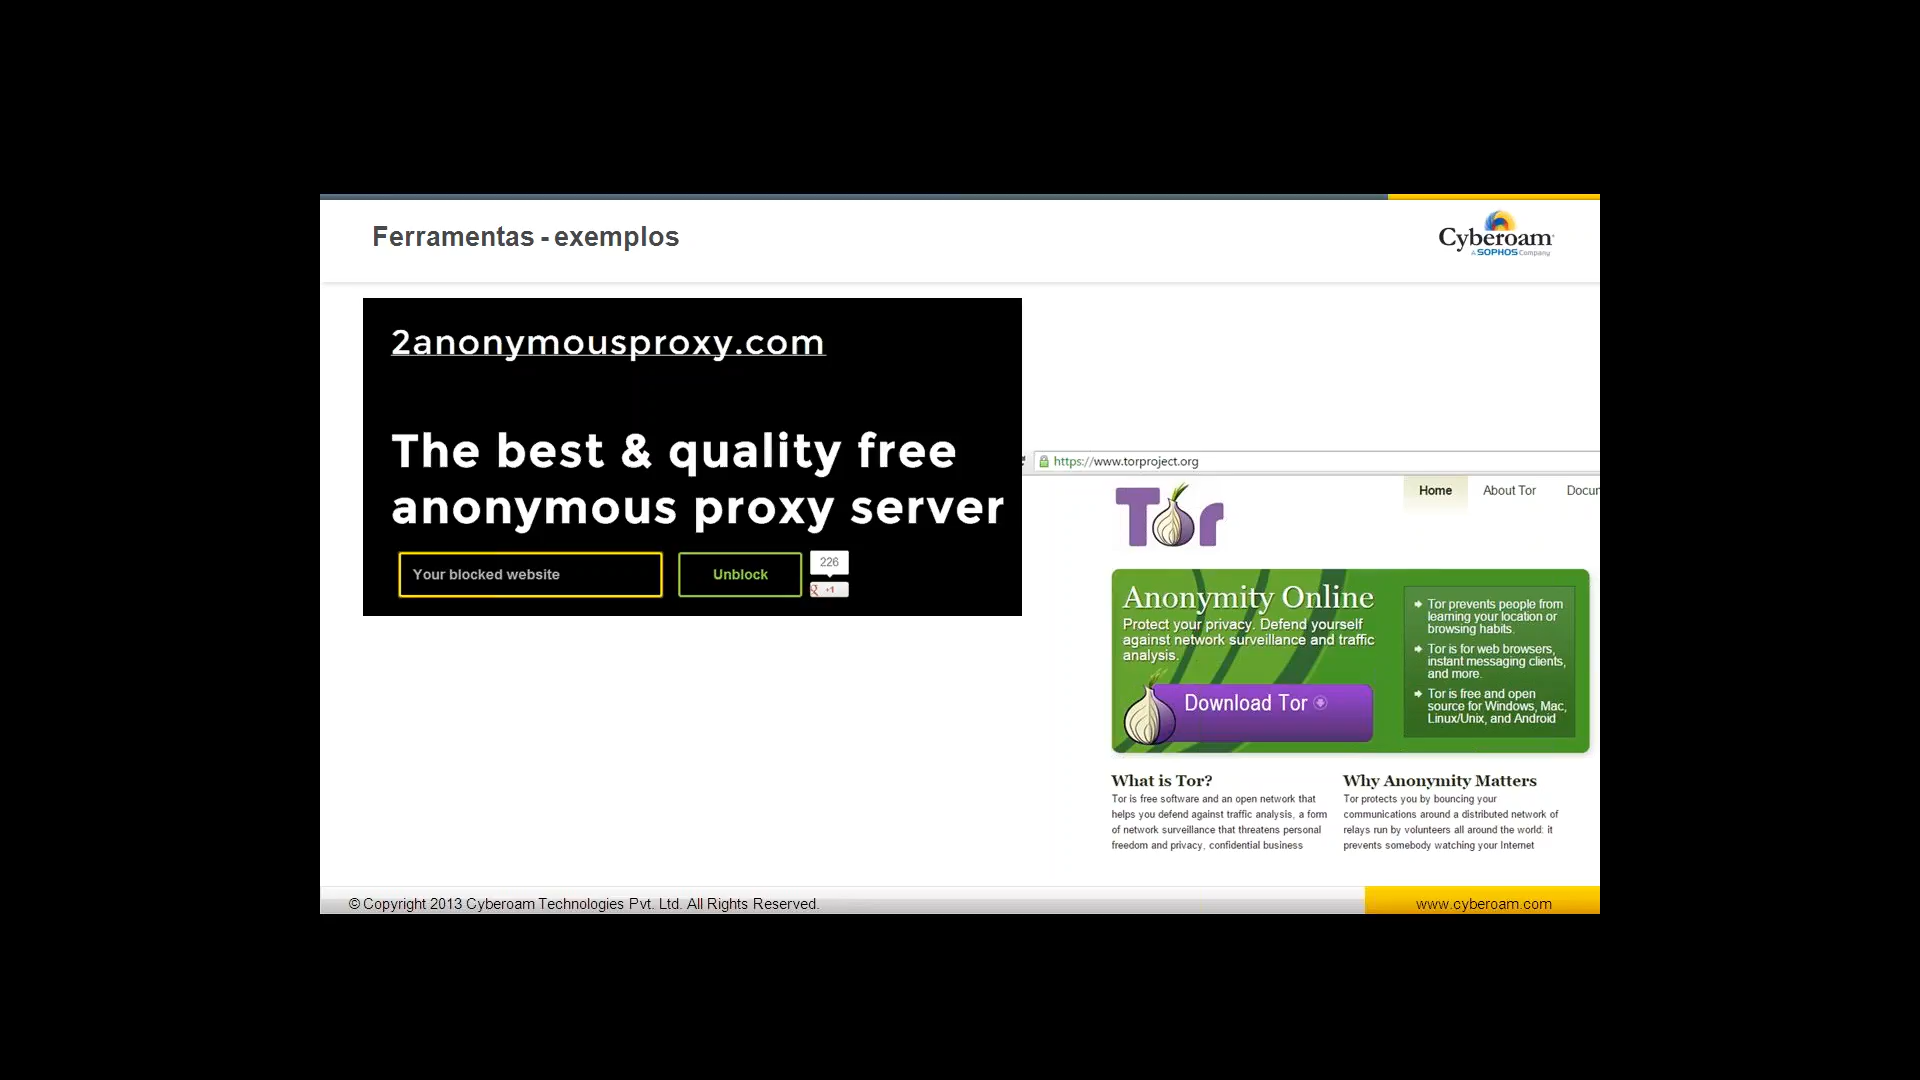 Ferramentas - exemplos
Cyberoam
A SOPHOS Company
2anonymousproxy.com
The best & quality free
anonymous proxy server
Your blocked website
Unblock
226
+1
https://www.torproject.org
Tor
Home
About Tor
Docur
Anonymity Online
Protect your privacy. Defend yourself
against network surveillance and traffic
analysis.
Download Tor
Tor prevents people from
learning your location or
browsing habits.
Tor is for web browsers,
instant messaging clients,
and more.
Tor is free and open
source for Windows, Mac,
Linux/Unix, and Android
What is Tor?
Tor is free software and an open network that
helps you defend against traffic analysis, a form
of network surveillance that threatens personal
freedom and privacy, confidential business
Why Anonymity Matters
Tor protects you by bouncing your
communications around a distributed network of
relays run by volunteers all around the world: it
prevents somebody watching your Internet
© Copyright 2013 Cyberoam Technologies Pvt. Ltd. All Rights Reserved.
www.cyberoam.com